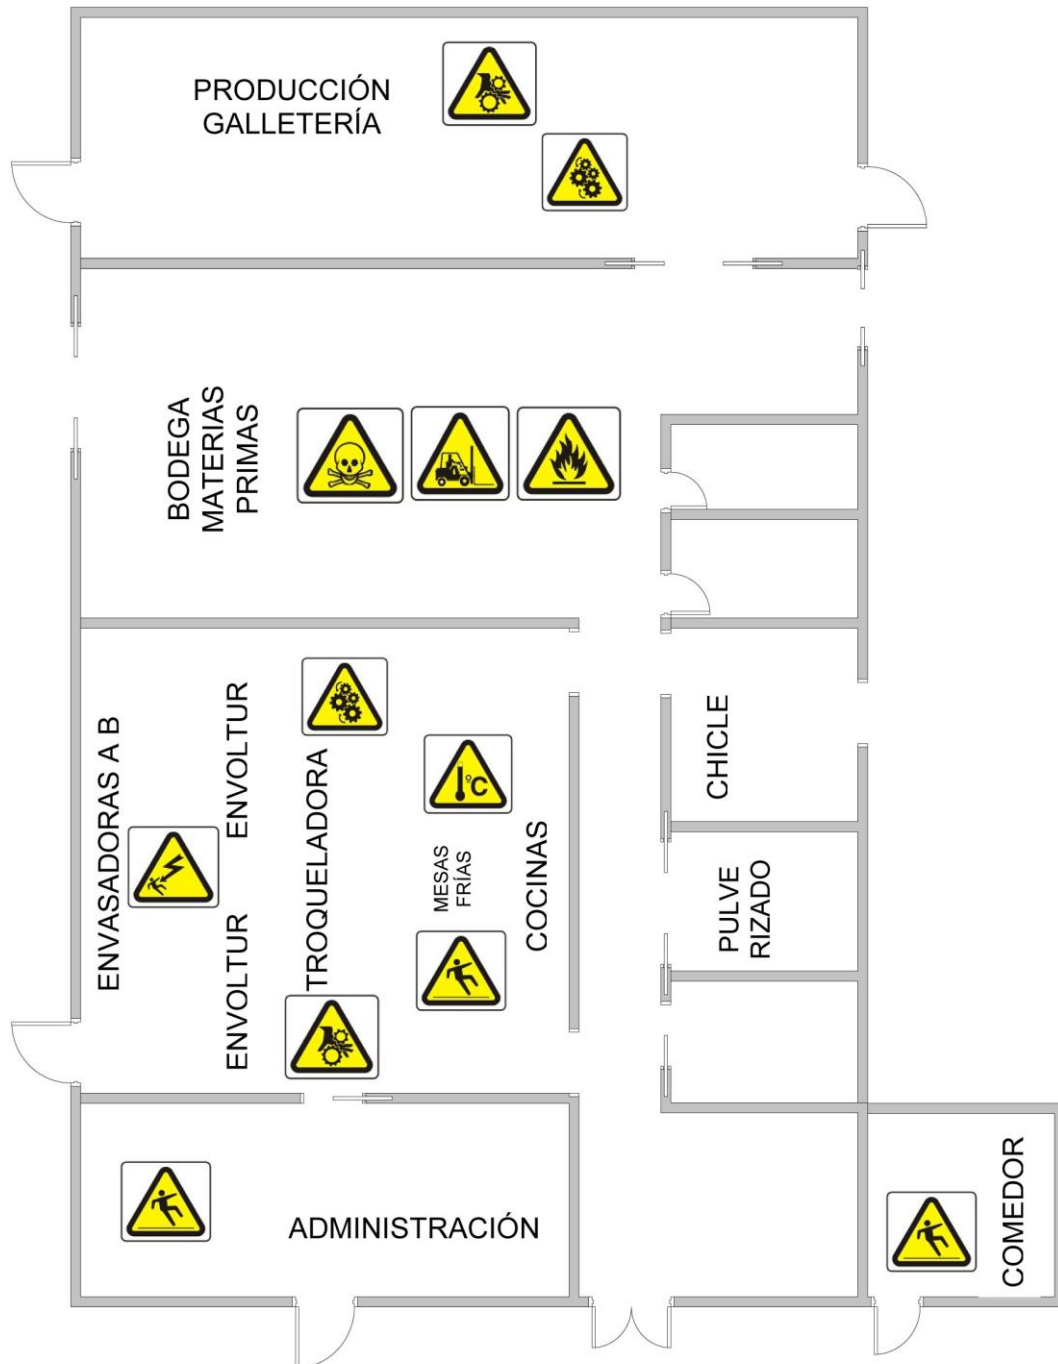 PRODUCCIÓN
GALLETERÍA
BODEGA
MATERIAS
PRIMAS
ENVASADORAS A B
ENVOLTUR
ENVOLTUR
TROQUELADORA
°C
MESAS
FRÍAS
COCINAS
CHICLE
PULVE
RIZADO
ADMINISTRACIÓN
COMEDOR